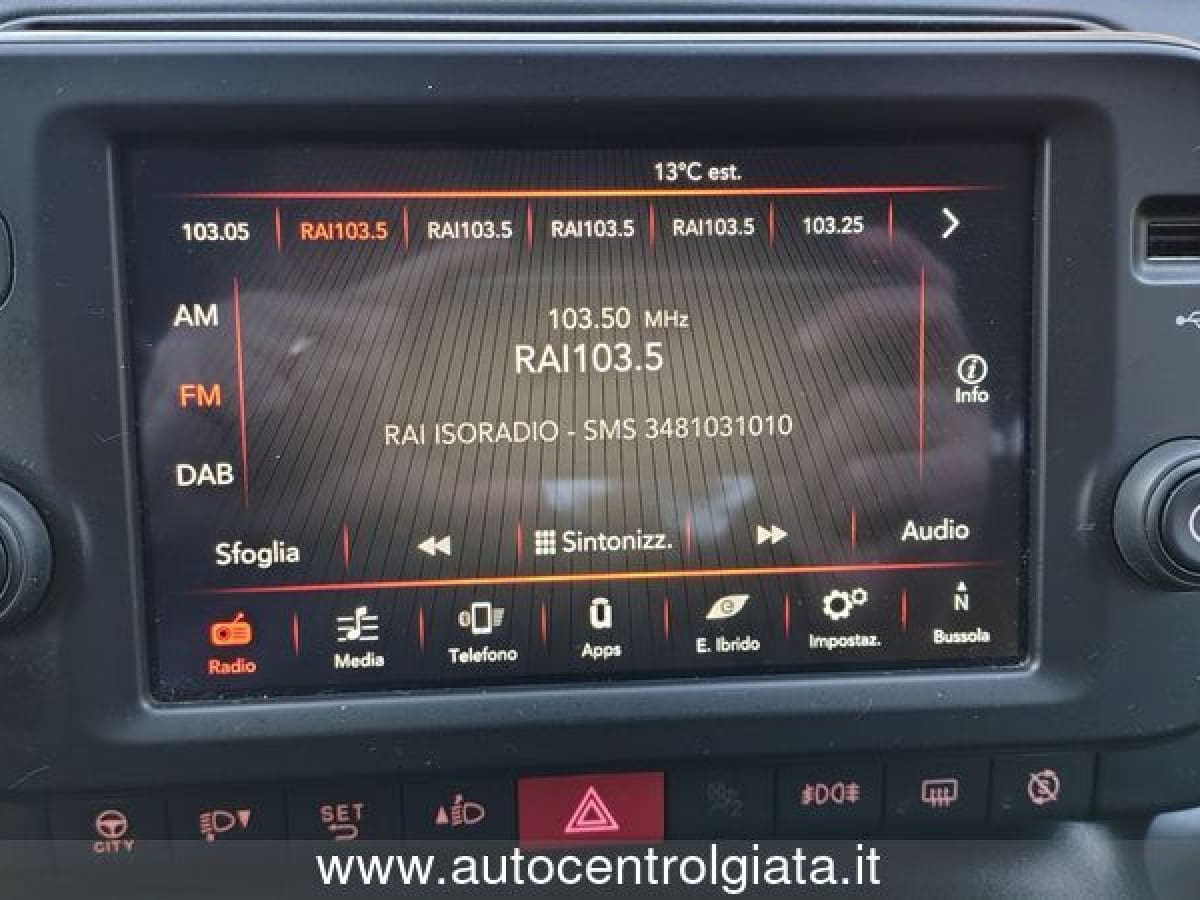 13°C est.
103.05 RAI103.5 RAI103.5 RAI103.5 RAI103.5 103.25
AM
103.50 MHz
RAI103.5
FM
Info
RAI ISORADIO - SMS 3481031010
DAB
Sfoglia Sintonizz. Audio
Radio Media Telefono Apps E. Ibrido Impostaz. N Bussola
CITY SET
www.autocentrolgiata.it